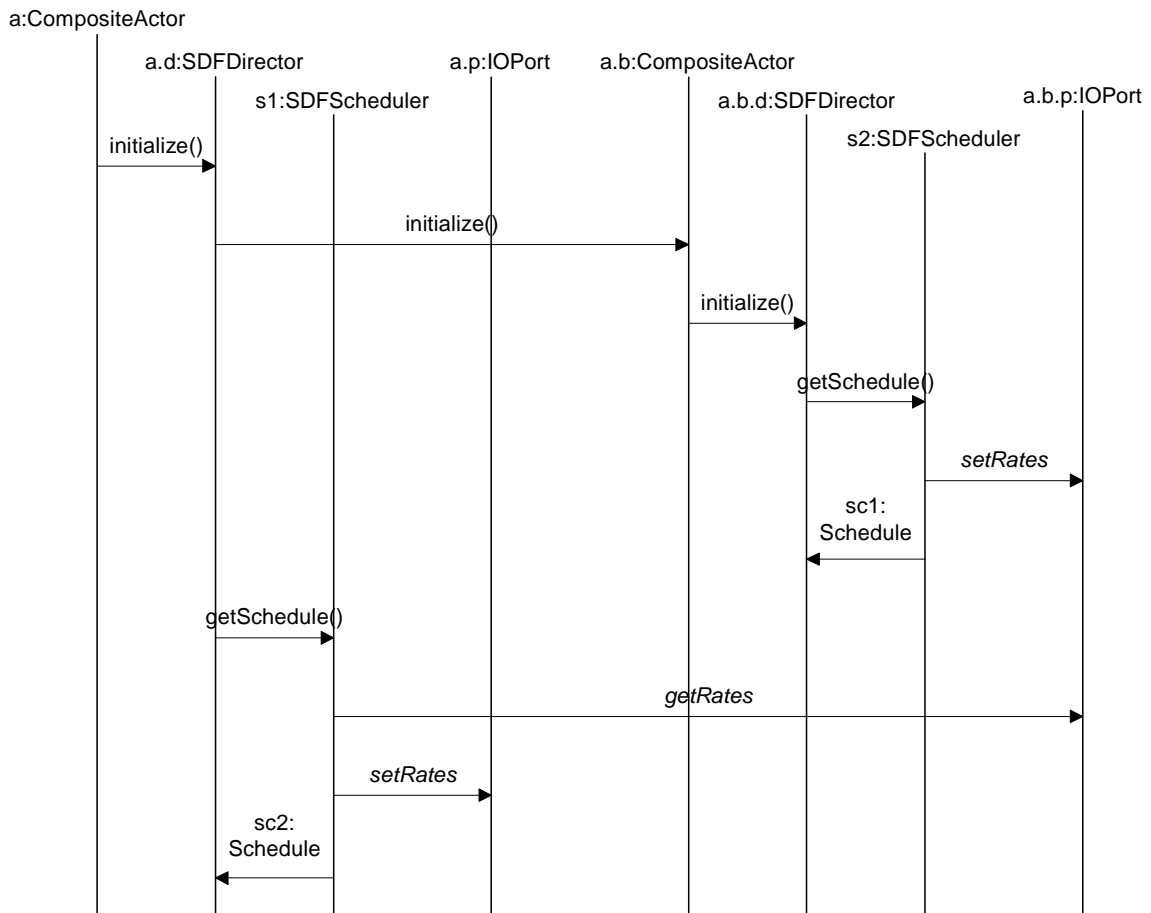 a:CompositeActor
a.d:SDFDirector
a.p:IOPort
a.b:CompositeActor
s1:SDFScheduler
a.b.d:SDFDirector
a.b.p:IOPort
s2:SDFScheduler
initialize()
initialize()
initialize()
getSchedule()
setRates
sc1:
Schedule
getSchedule()
getRates
setRates
sc2:
Schedule